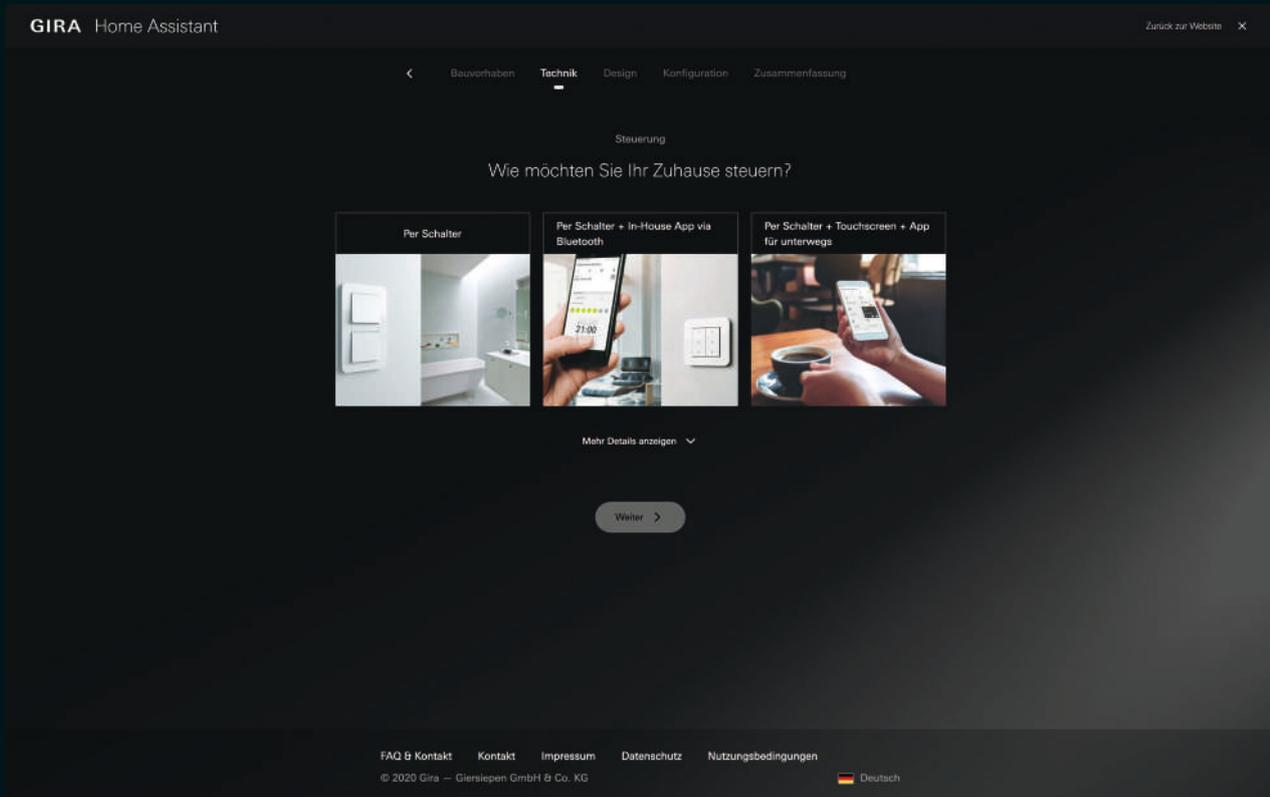 GIRA Home Assistant
Zurück zur Website
Bauvorhaben Technik Design Konfiguration Zusammenfassung
Steuerung
Wie möchten Sie Ihr Zuhause steuern?
Per Schalter
Per Schalter + In-House App via
Bluetooth
Per Schalter + Touchscreen + App
für unterwegs
21:00
Mehr Details anzeigen
Weiter
FAQ & Kontakt Kontakt Impressum Datenschutz Nutzungsbedingungen
© 2020 Gira — Giersiepen GmbH & Co. KG
Deutsch